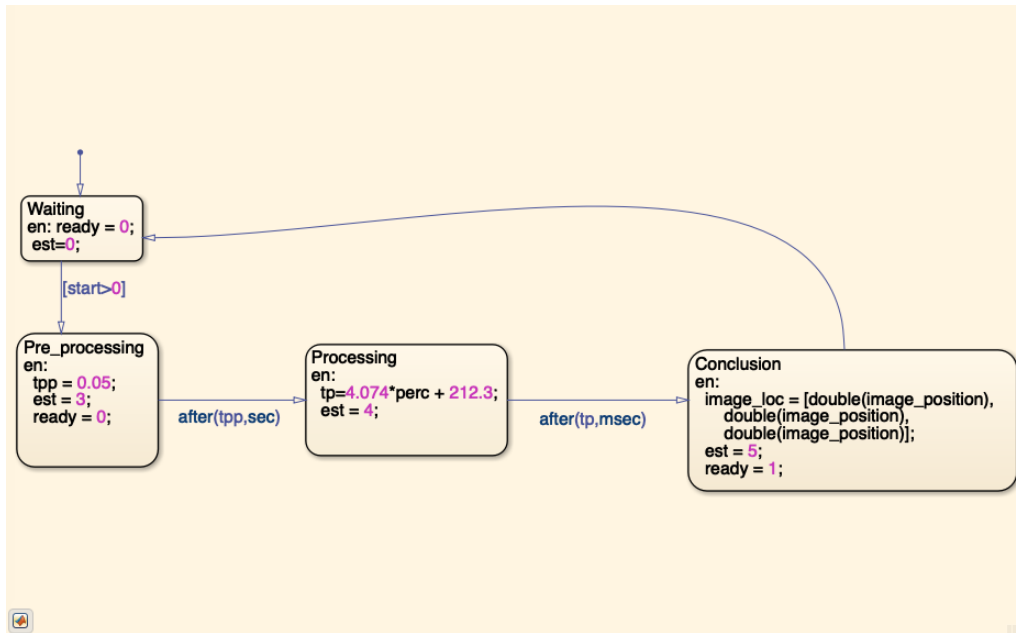 Waiting
en: ready = 0;
est=0;
[start>0]
Pre_processing
en:
tpp = 0.05;
est = 3;
ready = 0;
after(tpp,sec)
Processing
en:
tp=4.074*perc + 212.3;
est = 4;
after(tp,msec)
Conclusion
en:
image_loc = [double(image_position),
double(image_position),
double(image_position)];
est = 5;
ready = 1;